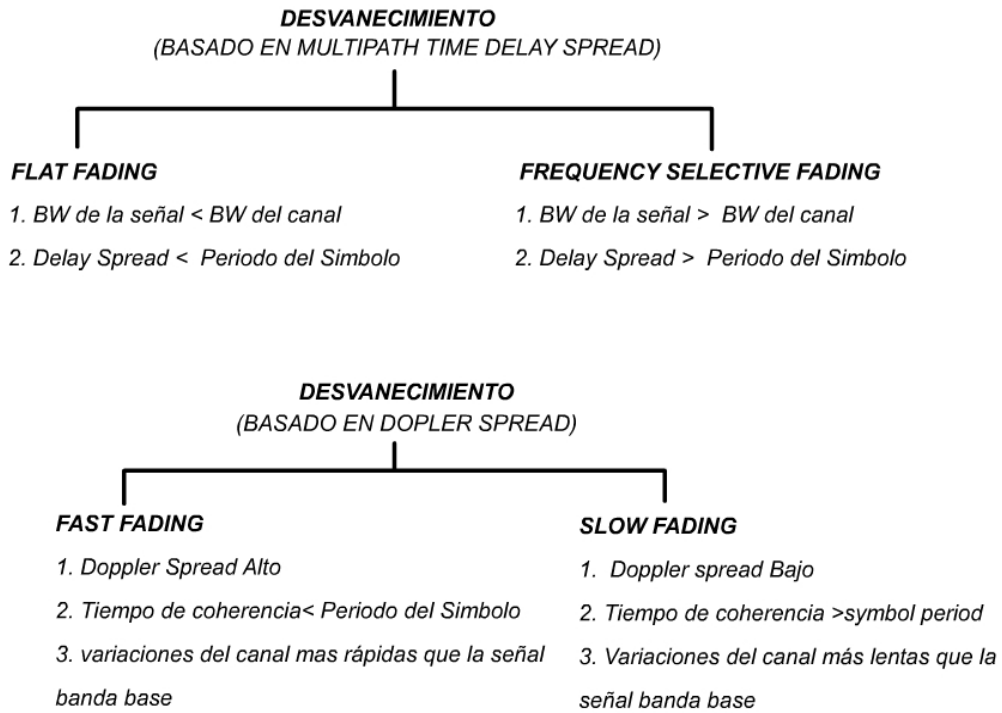 DESVANECIMIENTO
(BASADO EN MULTIPATH TIME DELAY SPREAD)
FLAT FADING
1. BW de la señal < BW del canal
2. Delay Spread < Periodo del Simbolo
FREQUENCY SELECTIVE FADING
1. BW de la señal > BW del canal
2. Delay Spread > Periodo del Simbolo
DESVANECIMIENTO
(BASADO EN DOPLER SPREAD)
FAST FADING
1. Doppler Spread Alto
2. Tiempo de coherencia< Periodo del Simbolo
3. variaciones del canal mas rápidas que la señal
banda base
SLOW FADING
1. Doppler spread Bajo
2. Tiempo de coherencia >symbol period
3. Variaciones del canal más lentas que la
señal banda base